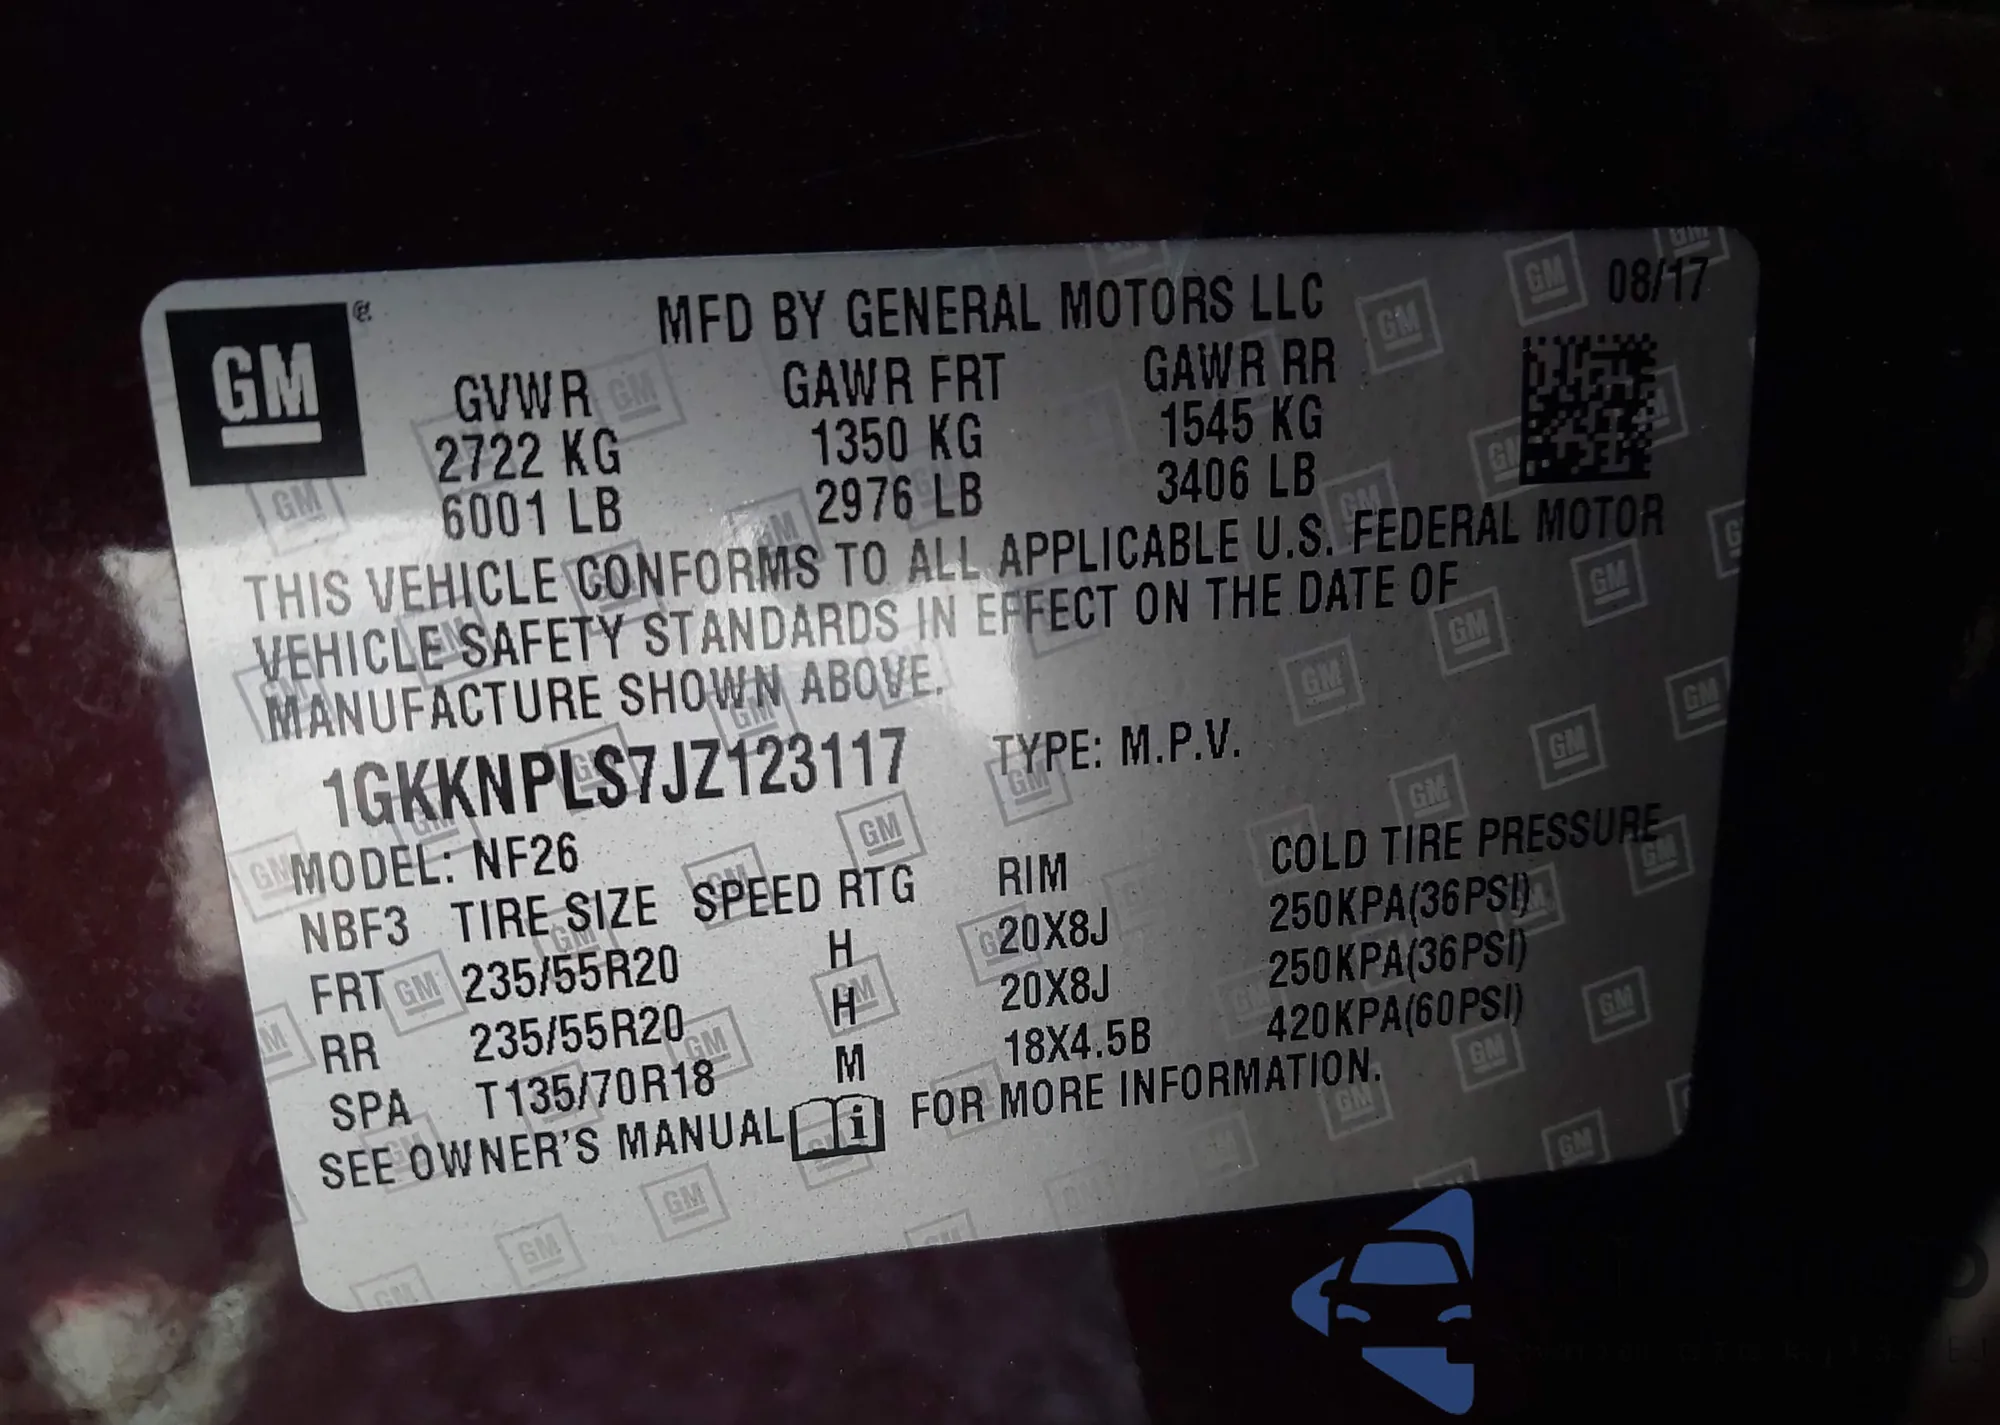 GM
MFD BY GENERAL MOTORS LLC
08/17
GVWR GAWR FRT GAWR RR
2722 KG 1350 KG 1545 KG
6001 LB 2976 LB 3406 LB
THIS VEHICLE CONFORMS TO ALL APPLICABLE U.S. FEDERAL MOTOR
VEHICLE SAFETY STANDARDS IN EFFECT ON THE DATE OF
MANUFACTURE SHOWN ABOVE.
1GKKNPLS7JZ123117 TYPE: M.P.V.
MODEL: NF26
NBF3 TIRE SIZE SPEED RTG RIM COLD TIRE PRESSURE
FRT 235/55R20 H 20X8J 250KPA(36PSI)
RR 235/55R20 H 20X8J 250KPA(36PSI)
SPA T135/70R18 M 18X4.5B 420KPA(60PSI)
SEE OWNER'S MANUAL i FOR MORE INFORMATION.